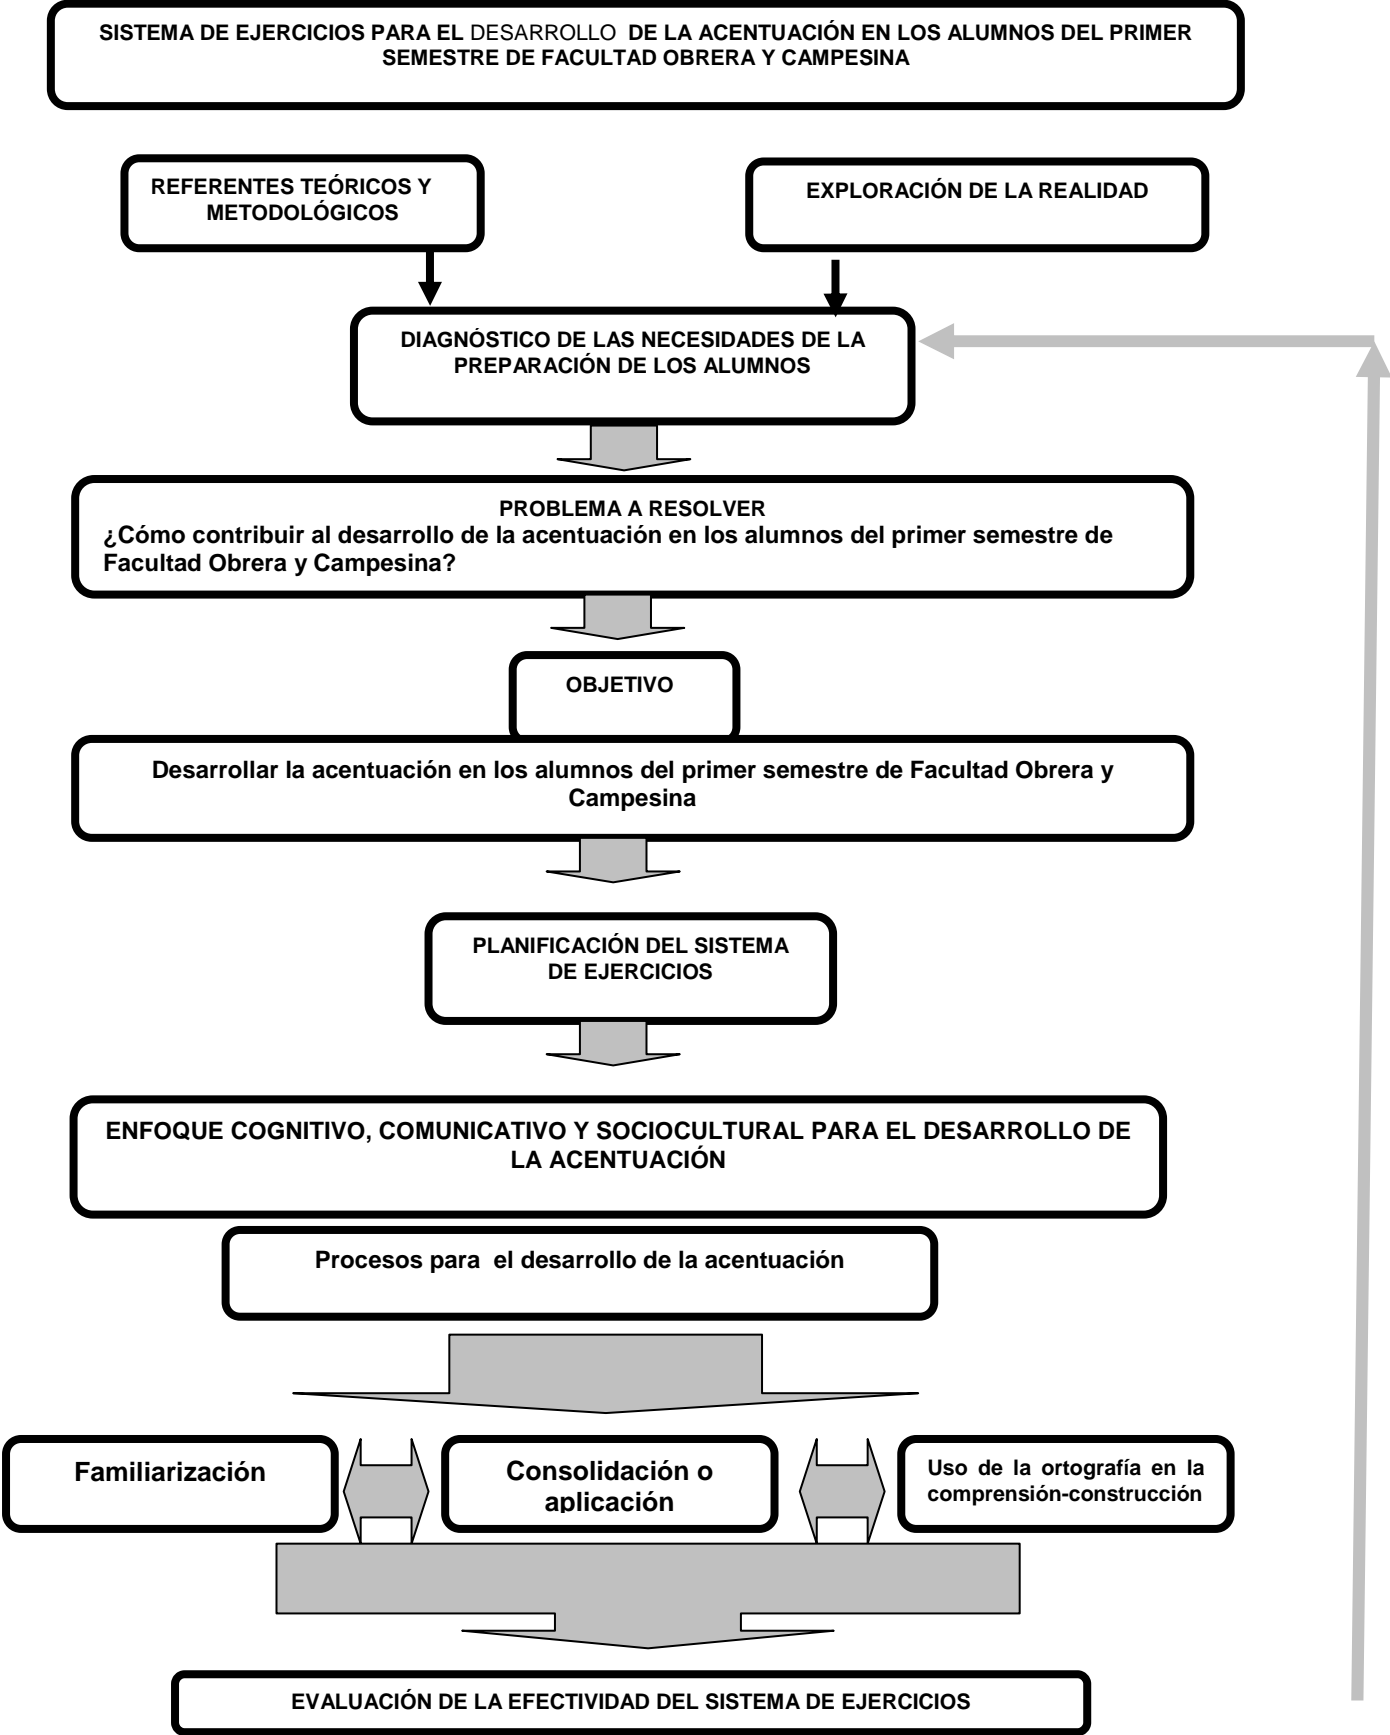 SISTEMA DE EJERCICIOS PARA EL DESARROLLO DE LA ACENTUACIÓN EN LOS ALUMNOS DEL PRIMER
SEMESTRE DE FACULTAD OBRERA Y CAMPESINA
REFERENTES TEÓRICOS Y
METODOLÓGICOS
EXPLORACIÓN DE LA REALIDAD
DIAGNÓSTICO DE LAS NECESIDADES DE LA
PREPARACIÓN DE LOS ALUMNOS
PROBLEMA A RESOLVER
¿Cómo contribuir al desarrollo de la acentuación en los alumnos del primer semestre de
Facultad Obrera y Campesina?
OBJETIVO
Desarrollar la acentuación en los alumnos del primer semestre de Facultad Obrera y
Campesina
PLANIFICACIÓN DEL SISTEMA
DE EJERCICIOS
ENFOQUE COGNITIVO, COMUNICATIVO Y SOCIOCULTURAL PARA EL DESARROLLO DE
LA ACENTUACIÓN
Procesos para el desarrollo de la acentuación
Familiarización
Consolidación o
aplicación
Uso de la ortografía en la
comprensión-construcción
EVALUACIÓN DE LA EFECTIVIDAD DEL SISTEMA DE EJERCICIOS